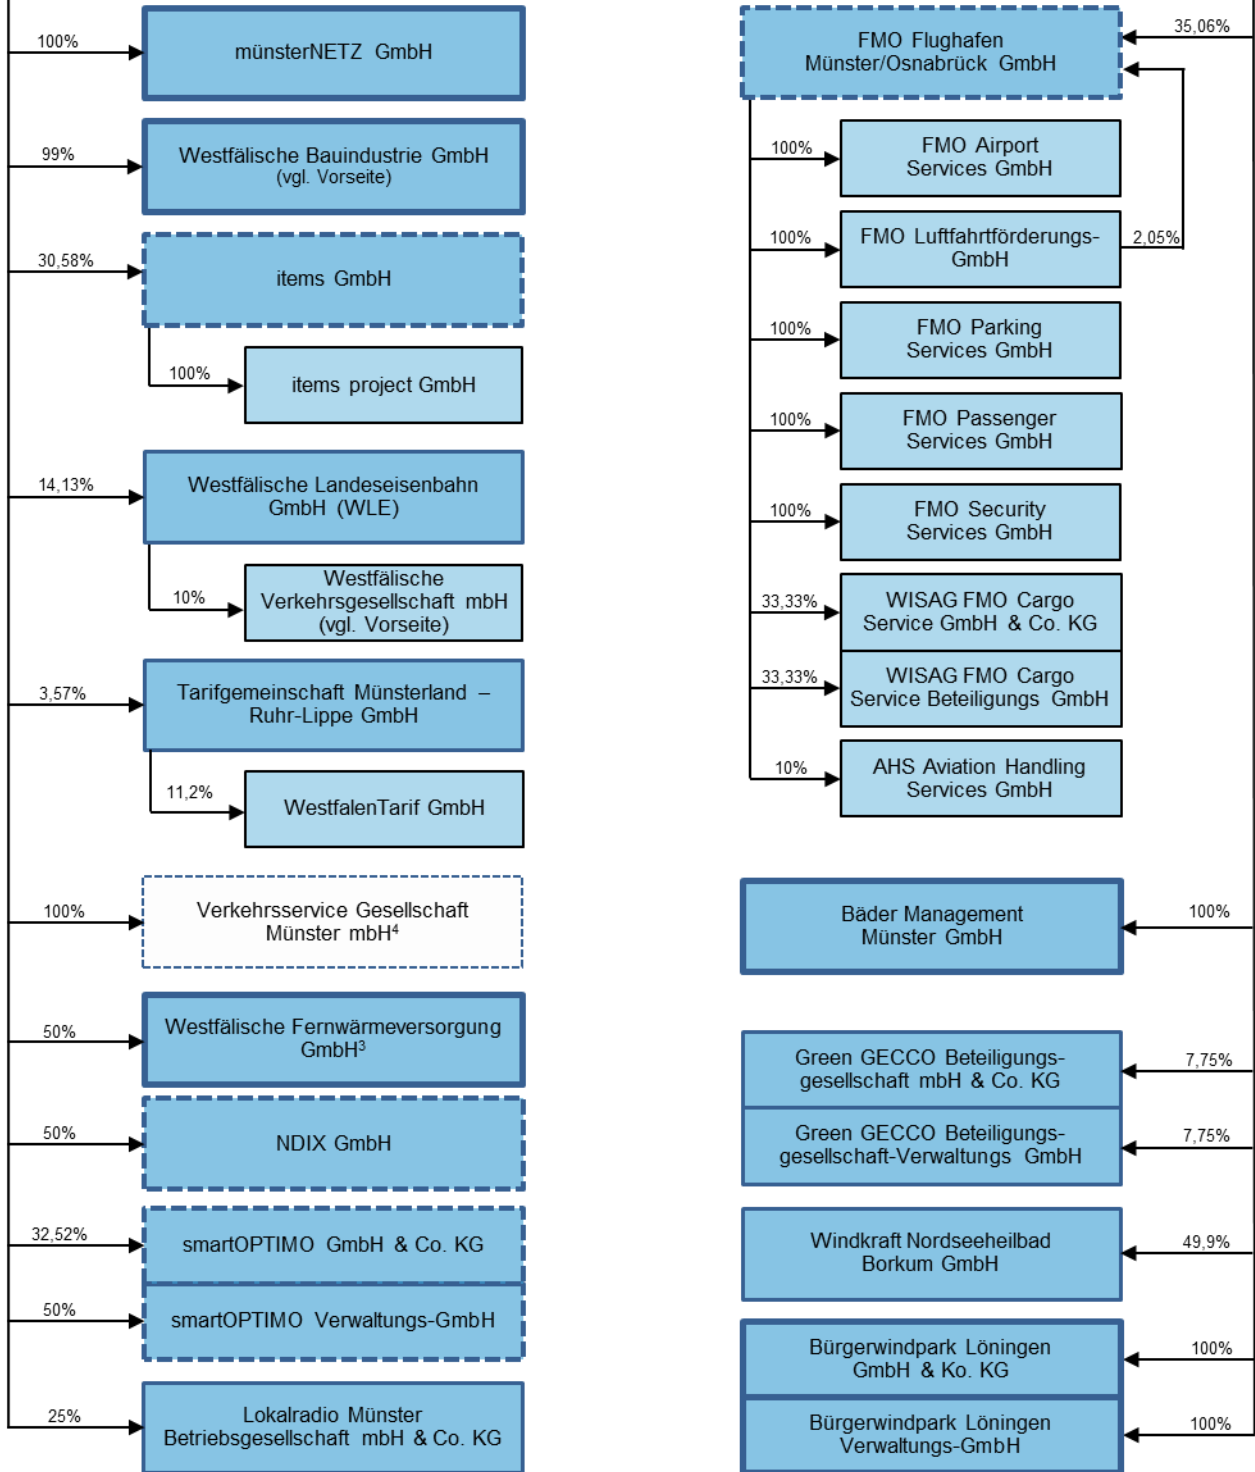 100%
münsterNETZ GmbH
99%
Westfälische Bauindustrie GmbH
(vgl. Vorseite)
30,58%
items GmbH
100%
items project GmbH
14,13%
Westfälische Landeseisenbahn
GmbH (WLE)
10%
Westfälische
Verkehrsgesellschaft mbH
(vgl. Vorseite)
3,57%
Tarifgemeinschaft Münsterland –
Ruhr-Lippe GmbH
11,2%
WestfalenTarif GmbH
100%
Verkehrsservice Gesellschaft
Münster mbH⁴
50%
Westfälische Fernwärmeversorgung
GmbH³
50%
NDIX GmbH
32,52%
smartOPTIMO GmbH & Co. KG
50%
smartOPTIMO Verwaltungs-GmbH
25%
Lokalradio Münster
Betriebsgesellschaft mbH & Co. KG
35,06%
FMO Flughafen
Münster/Osnabrück GmbH
100%
FMO Airport
Services GmbH
100%
FMO Luftfahrtförderungs-
GmbH
2,05%
100%
FMO Parking
Services GmbH
100%
FMO Passenger
Services GmbH
100%
FMO Security
Services GmbH
33,33%
WISAG FMO Cargo
Service GmbH & Co. KG
33,33%
WISAG FMO Cargo
Service Beteiligungs GmbH
10%
AHS Aviation Handling
Services GmbH
Bäder Management
Münster GmbH
100%
Green GECCO Beteiligungs-
gesellschaft mbH & Co. KG
7,75%
Green GECCO Beteiligungs-
gesellschaft-Verwaltungs GmbH
7,75%
Windkraft Nordseeheilbad
Borkum GmbH
49,9%
Bürgerwindpark Löningen
GmbH & Ko. KG
100%
Bürgerwindpark Löningen
Verwaltungs-GmbH
100%